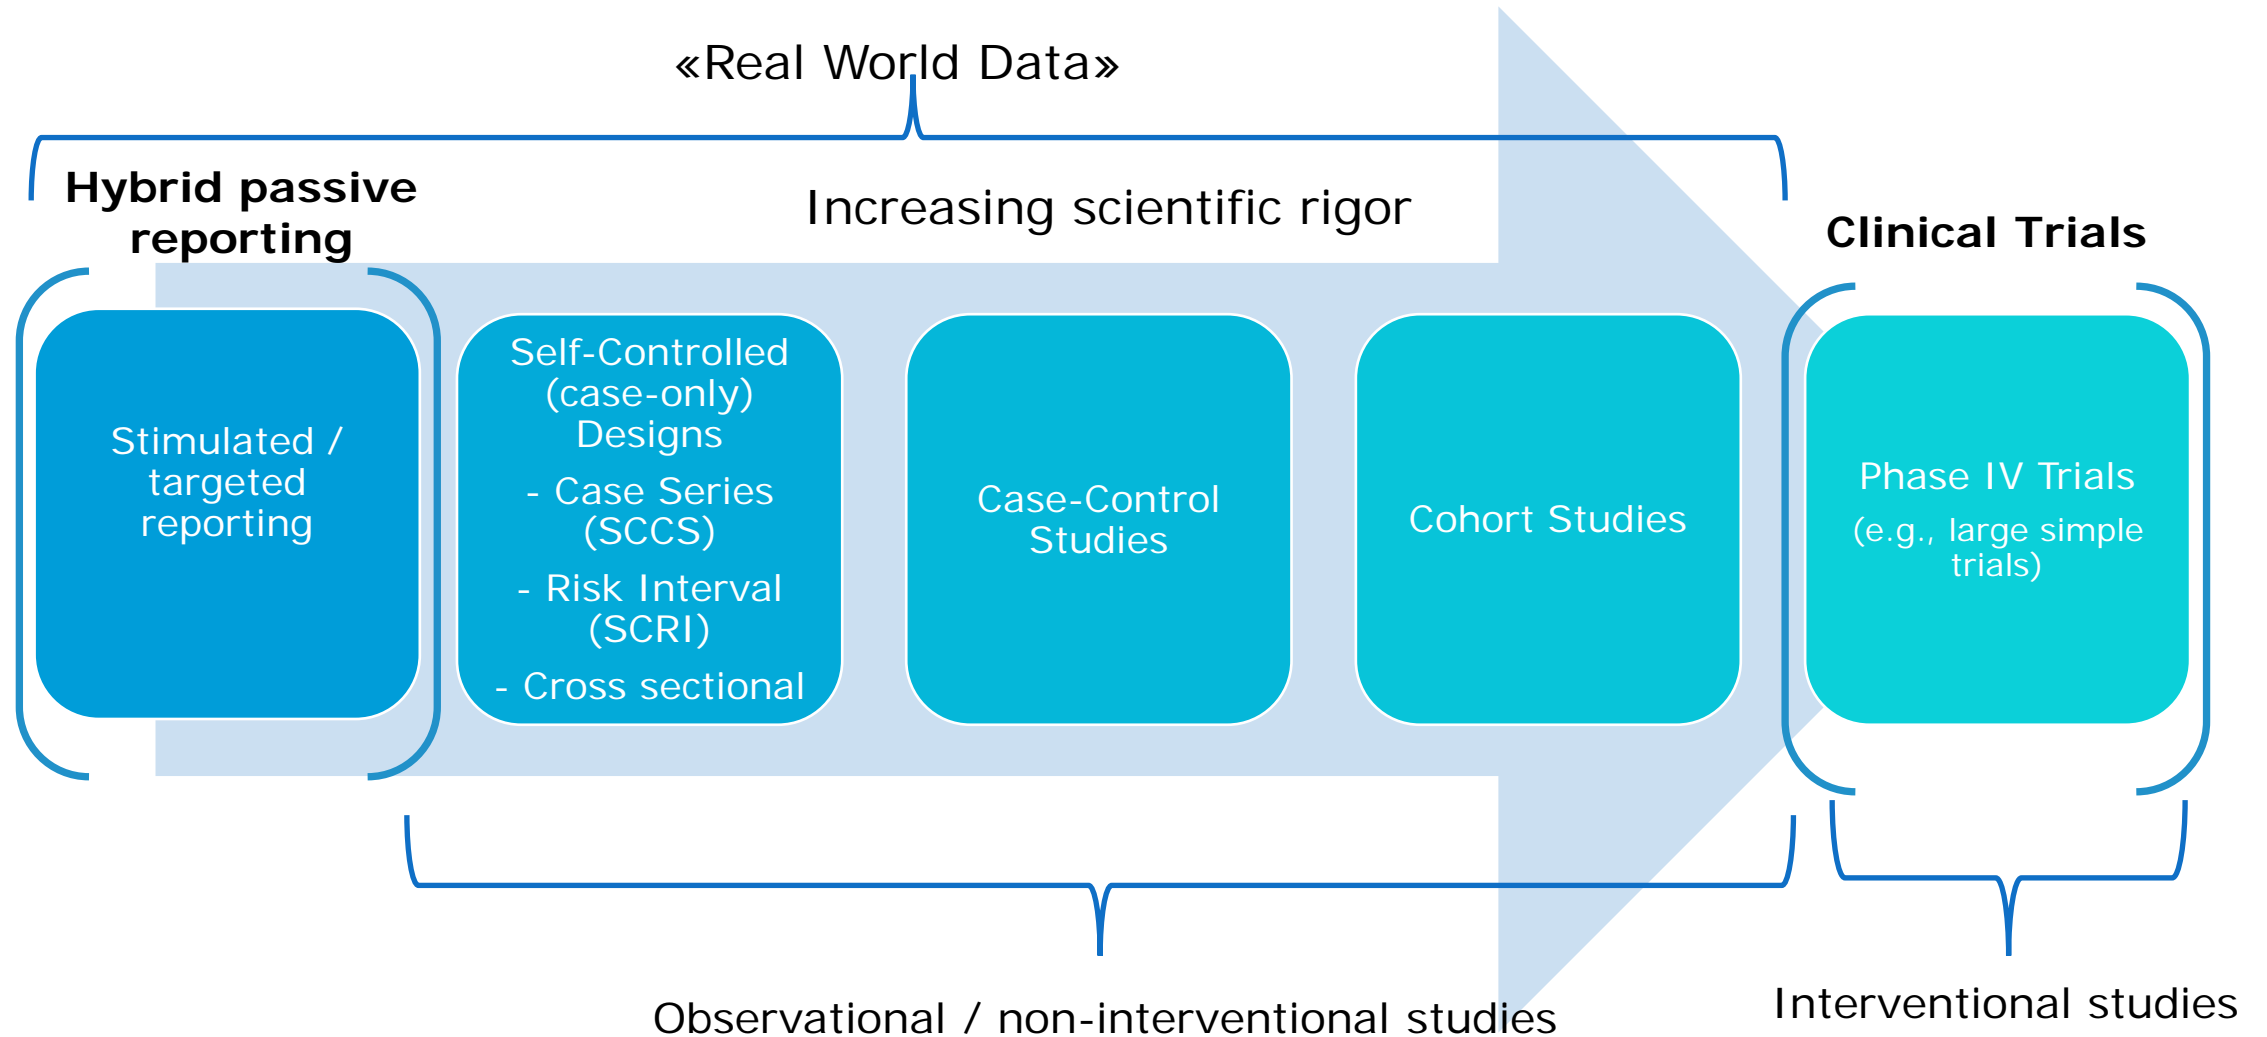 «Real World Data»
Hybrid passive
reporting
Increasing scientific rigor
Clinical Trials
Stimulated /
targeted
reporting
Self-Controlled
(case-only)
Designs
- Case Series
(SCCS)
- Risk Interval
(SCRI)
- Cross sectional
Case-Control
Studies
Cohort Studies
Phase IV Trials
(e.g., large simple
trials)
Observational / non-interventional studies
Interventional studies